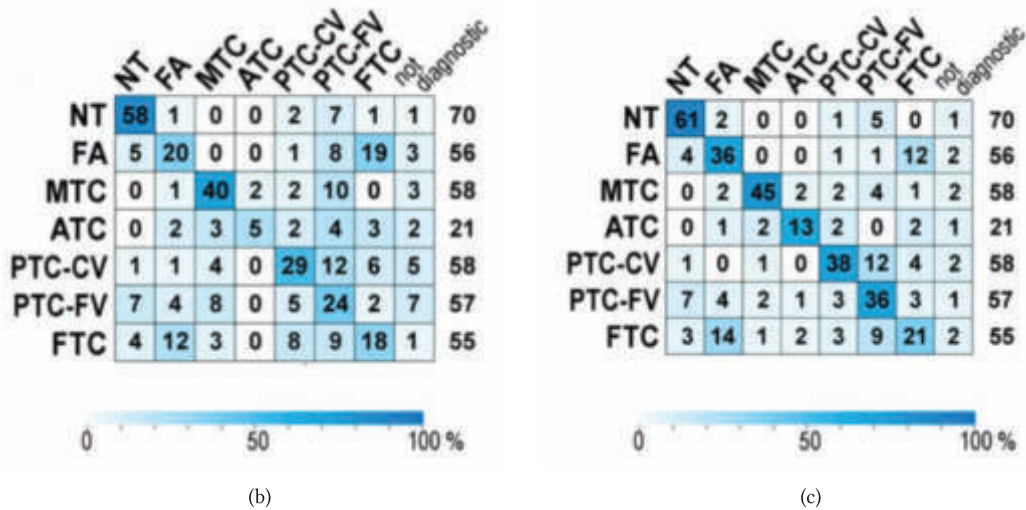 NT FA MTC ATC PTC-CV PTC-FV FTC not diagnostic
NT 58 1 0 0 2 7 1 1 70
FA 5 20 0 0 1 8 19 3 56
MTC 0 1 40 2 2 10 0 3 58
ATC 0 2 3 5 2 4 3 2 21
PTC-CV 1 1 4 0 29 12 6 5 58
PTC-FV 7 4 8 0 5 24 2 7 57
FTC 4 12 3 0 8 9 18 1 55
0 50 100 %
(b)
NT FA MTC ATC PTC-CV PTC-FV FTC not diagnostic
NT 61 2 0 0 1 5 0 1 70
FA 4 36 0 0 1 1 12 2 56
MTC 0 2 45 2 2 4 1 2 58
ATC 0 1 2 13 2 0 2 1 21
PTC-CV 1 0 1 0 38 12 4 2 58
PTC-FV 7 4 2 1 3 36 3 1 57
FTC 3 14 1 2 3 9 21 2 55
0 50 100 %
(c)